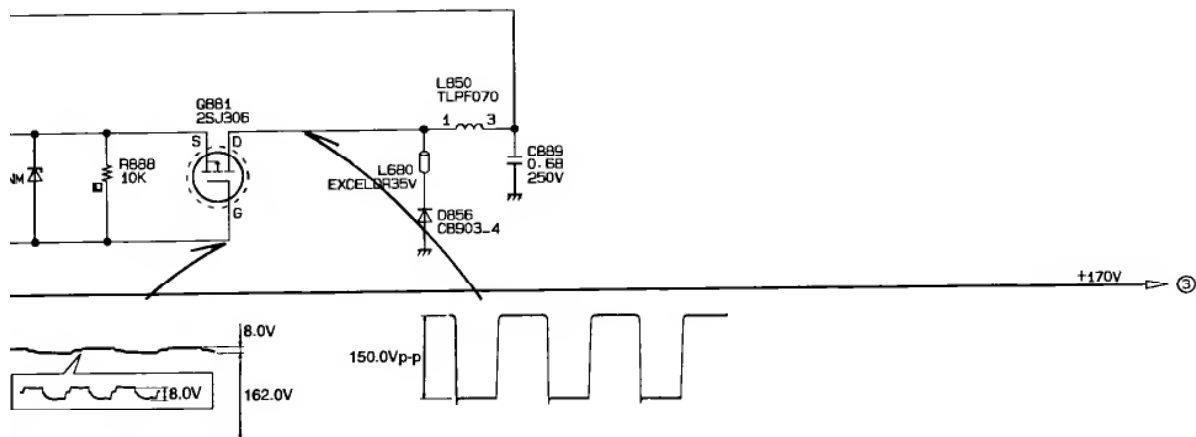 L850
TLPF070
1 3
Q881
2SJ306
S D
G
R888
10K
C889
0.68
250V
L680
EXCELDR35V
D856
CB903_4
+170V
3
8.0V
162.0V
8.0V
150.0Vp-p